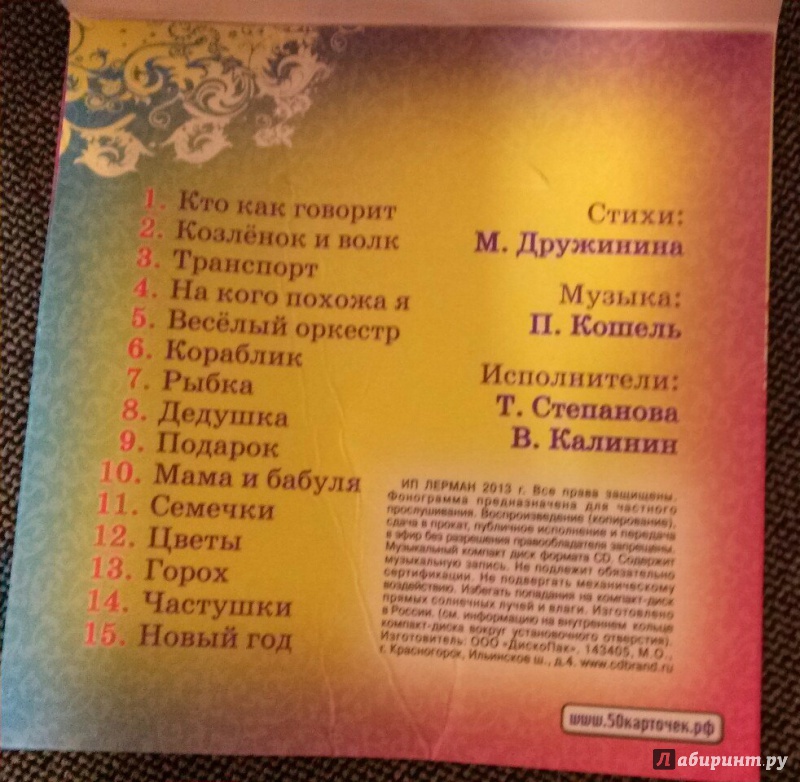 1. Кто как говорит
2. Козлёнок и волк
3. Транспорт
4. На кого похожа я
5. Весёлый оркестр
6. Кораблик
7. Рыбка
8. Дедушка
9. Подарок
10. Мама и бабуля
11. Семечки
12. Цветы
13. Горох
14. Частушки
15. Новый год
Стихи:
М. Дружинина
Музыка:
П. Кошель
Исполнители:
Т. Степанова
В. Калинин
ИП ЛЕРМАН 2013 г. Все права защищены.
Фонограмма предназначена для частного
прослушивания. Воспроизведение (копирование),
сдача в прокат, публичное исполнение и передача
в эфир без разрешения правообладателя запрещены.
Музыкальный компакт диск формата CD. Содержит
музыкальную запись. Не подлежит обязательно
сертификации. Не подвергать механическому
воздействию. Избегать попадания на компакт-диск
прямых солнечных лучей и влаги. Изготовлено
в России. (см. информацию на внутреннем кольце
компакт-диска вокруг установочного отверстия).
Изготовитель: ООО «ДискоПак», 143405, М.О.,
г. Красногорск, Ильинское ш., д.4. www.cdbrand.ru
www.50карточек.рф
Лабиринт.ру